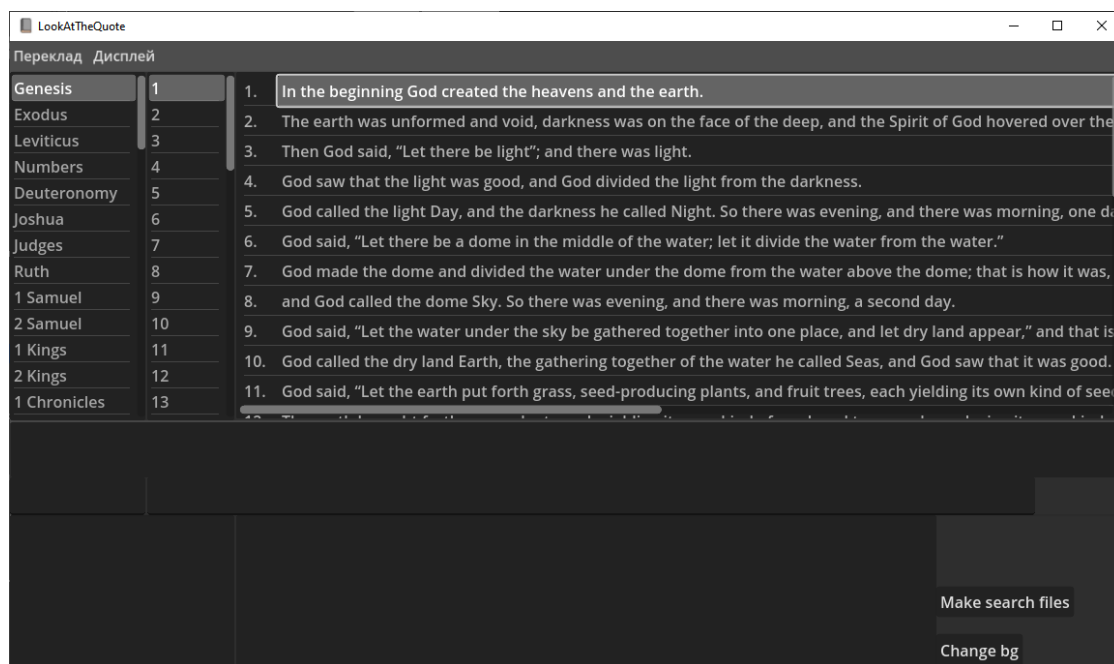 LookAtTheQuote
Переклад Дисплей
Genesis
Exodus
Leviticus
Numbers
Deuteronomy
Joshua
Judges
Ruth
1 Samuel
2 Samuel
1 Kings
2 Kings
1 Chronicles
1
2
3
4
5
6
7
8
9
10
11
12
13
1. In the beginning God created the heavens and the earth.
2. The earth was unformed and void, darkness was on the face of the deep, and the Spirit of God hovered over the
3. Then God said, “Let there be light”; and there was light.
4. God saw that the light was good, and God divided the light from the darkness.
5. God called the light Day, and the darkness he called Night. So there was evening, and there was morning, one
6. God said, “Let there be a dome in the middle of the water; let it divide the water from the water.”
7. God made the dome and divided the water under the dome from the water above the dome; that is how it was,
8. and God called the dome Sky. So there was evening, and there was morning, a second day.
9. God said, “Let the water under the sky be gathered together into one place, and let dry land appear,” and that is
10. God called the dry land Earth, the gathering together of the water he called Seas, and God saw that it was good.
11. God said, “Let the earth put forth grass, seed-producing plants, and fruit trees, each yielding its own kind of
Make search files
Change bg